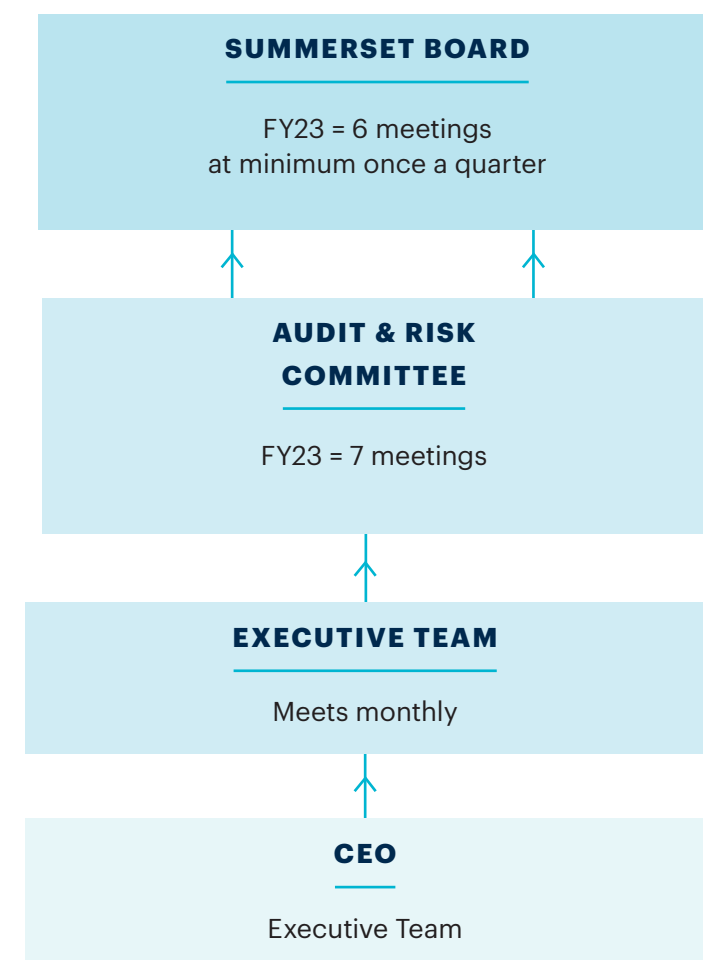 SUMMERSET BOARD
FY23 = 6 meetings
at minimum once a quarter
AUDIT & RISK
COMMITTEE
FY23 = 7 meetings
EXECUTIVE TEAM
Meets monthly
CEO
Executive Team